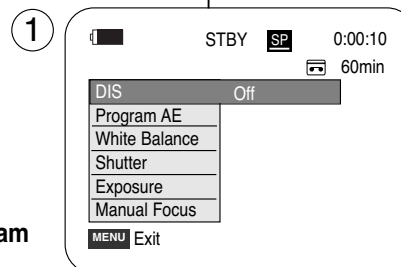 1
STBY SP 0:00:10
60min
DIS Off
Program AE
White Balance
Shutter
Exposure
Manual Focus
am
MENU Exit